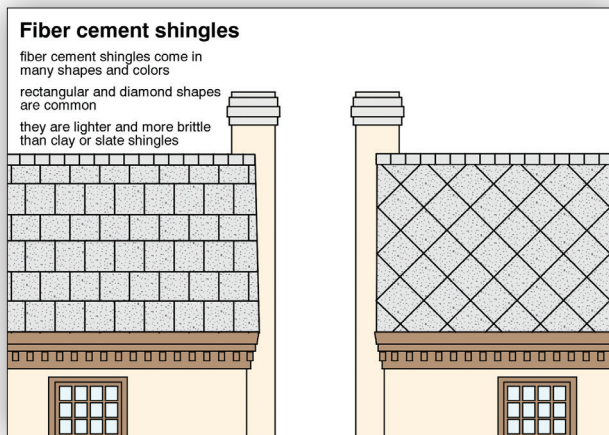 Fiber cement shingles
fiber cement shingles come in
many shapes and colors
rectangular and diamond shapes
are common
they are lighter and more brittle
than clay or slate shingles